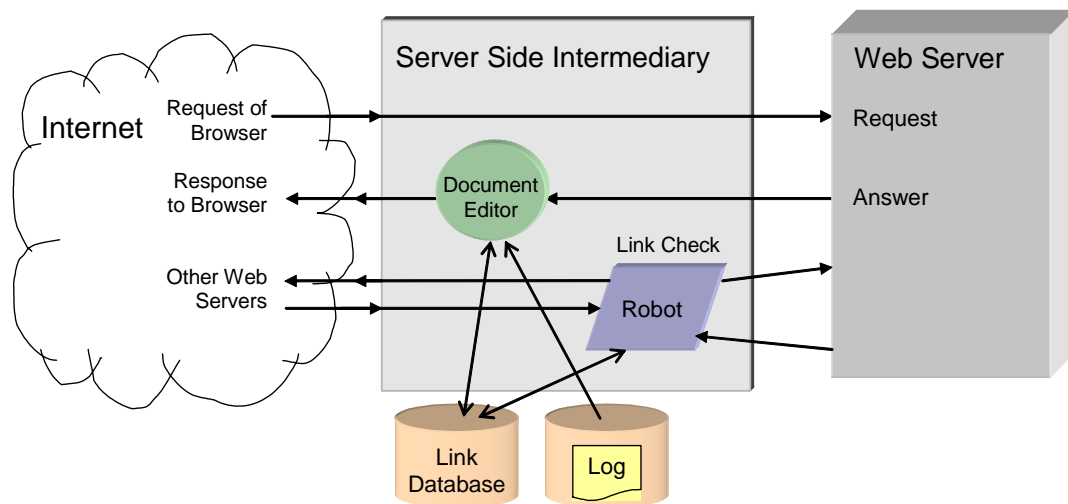 Server Side Intermediary
Web Server
Internet
Request of
Browser
Request
Response
to Browser
Document
Editor
Answer
Link Check
Other Web
Servers
Robot
Link
Database
Log